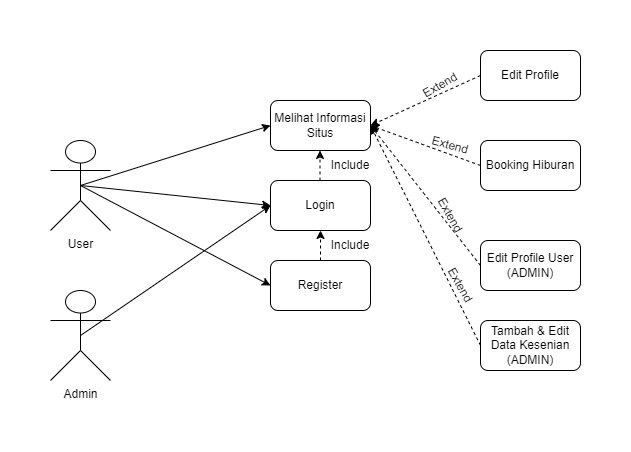 Edit Profile
Extend
Melihat Informasi
Situs
Extend
Booking Hiburan
Include
Login
User
Extend
Include
Edit Profile User
(ADMIN)
Register
Extend
Tambah & Edit
Data Kesenian
(ADMIN)
Admin